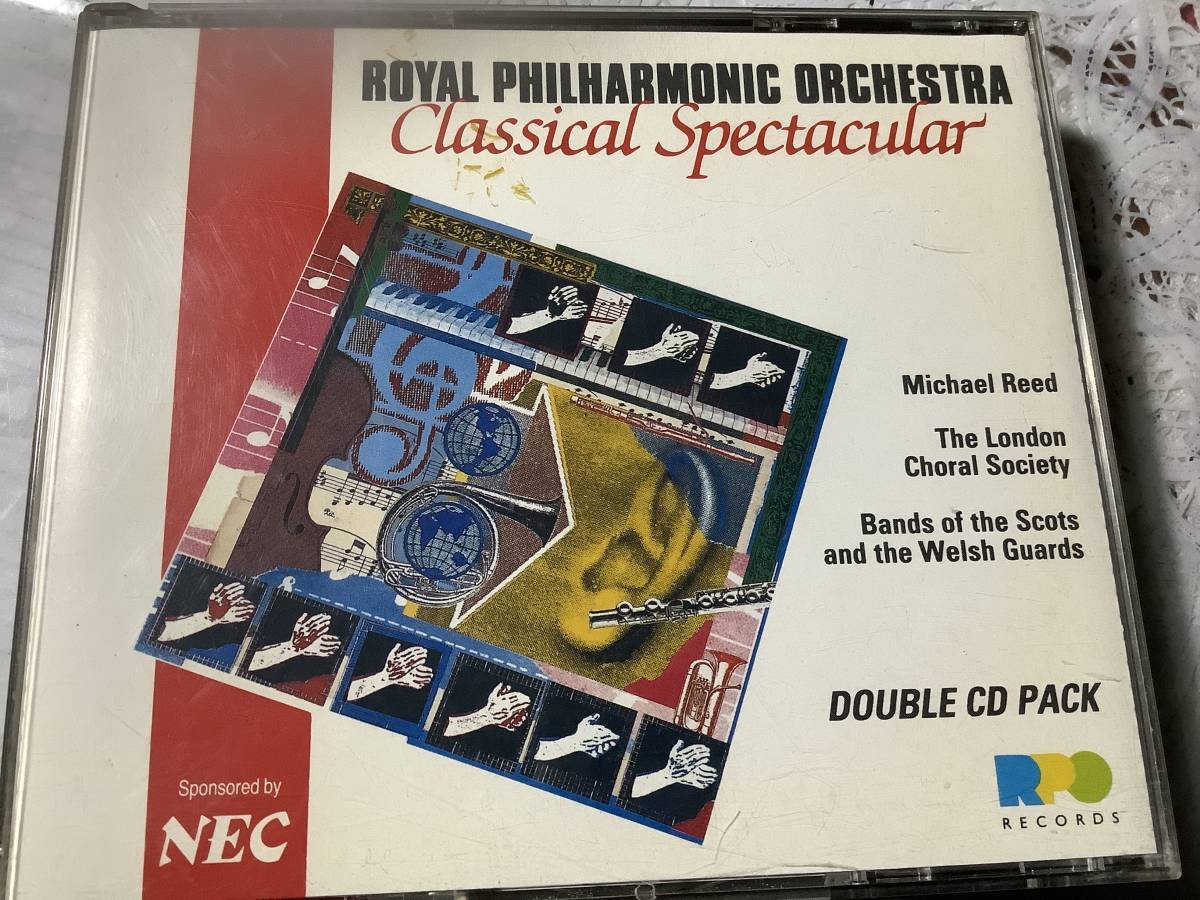 ROYAL PHILHARMONIC ORCHESTRA
Classical Spectacular
Michael Reed
The London
Choral Society
Bands of the Scots
and the Welsh Guards
DOUBLE CD PACK
RPO
RECORDS
Sponsored by
NEC